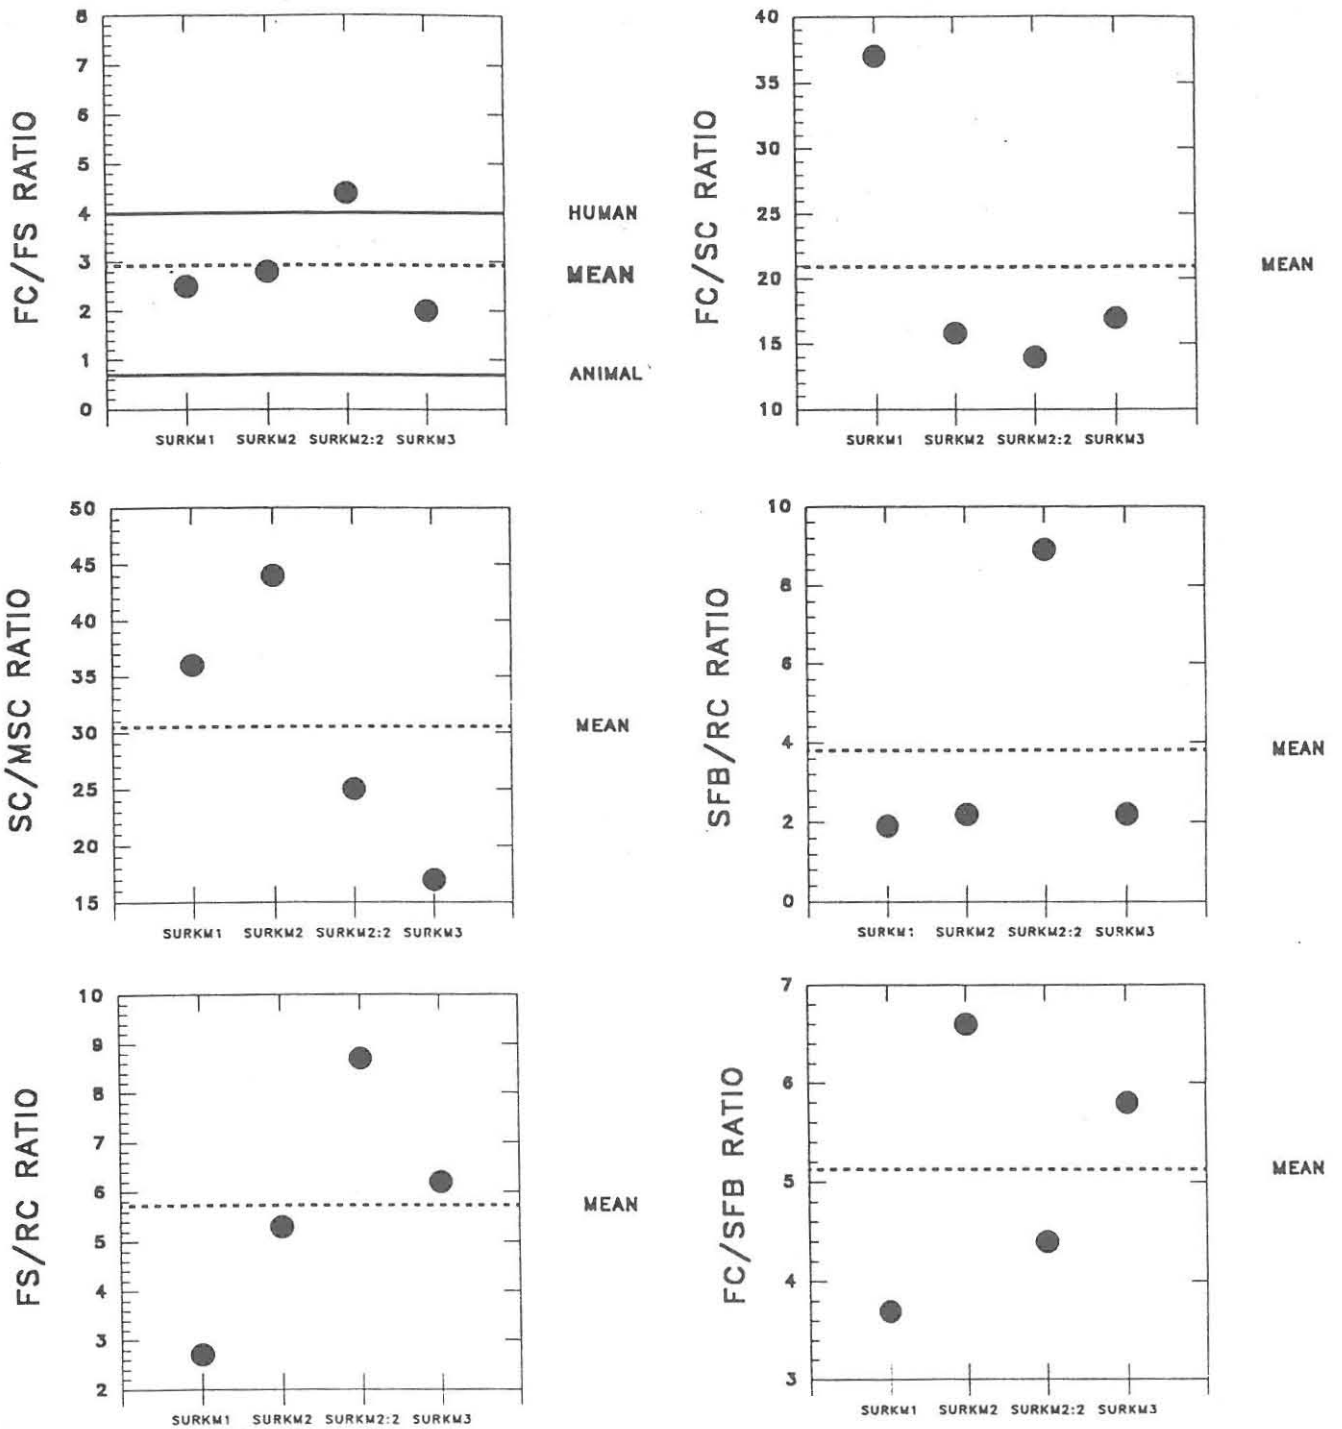 FC/FS RATIO
8
7
6
5
4
3
2
1
0
HUMAN
MEAN
ANIMAL
SURKM1 SURKM2 SURKM2:2 SURKM3
FC/SC RATIO
40
35
30
25
20
15
10
MEAN
SURKM1 SURKM2 SURKM2:2 SURKM3
SC/MSC RATIO
50
45
40
35
30
25
20
15
MEAN
SURKM1 SURKM2 SURKM2:2 SURKM3
SFB/RC RATIO
10
8
6
4
2
0
MEAN
SURKM1 SURKM2 SURKM2:2 SURKM3
FS/RC RATIO
10
9
8
7
6
5
4
3
2
MEAN
SURKM1 SURKM2 SURKM2:2 SURKM3
FC/SFB RATIO
7
6
5
4
3
MEAN
SURKM1 SURKM2 SURKM2:2 SURKM3